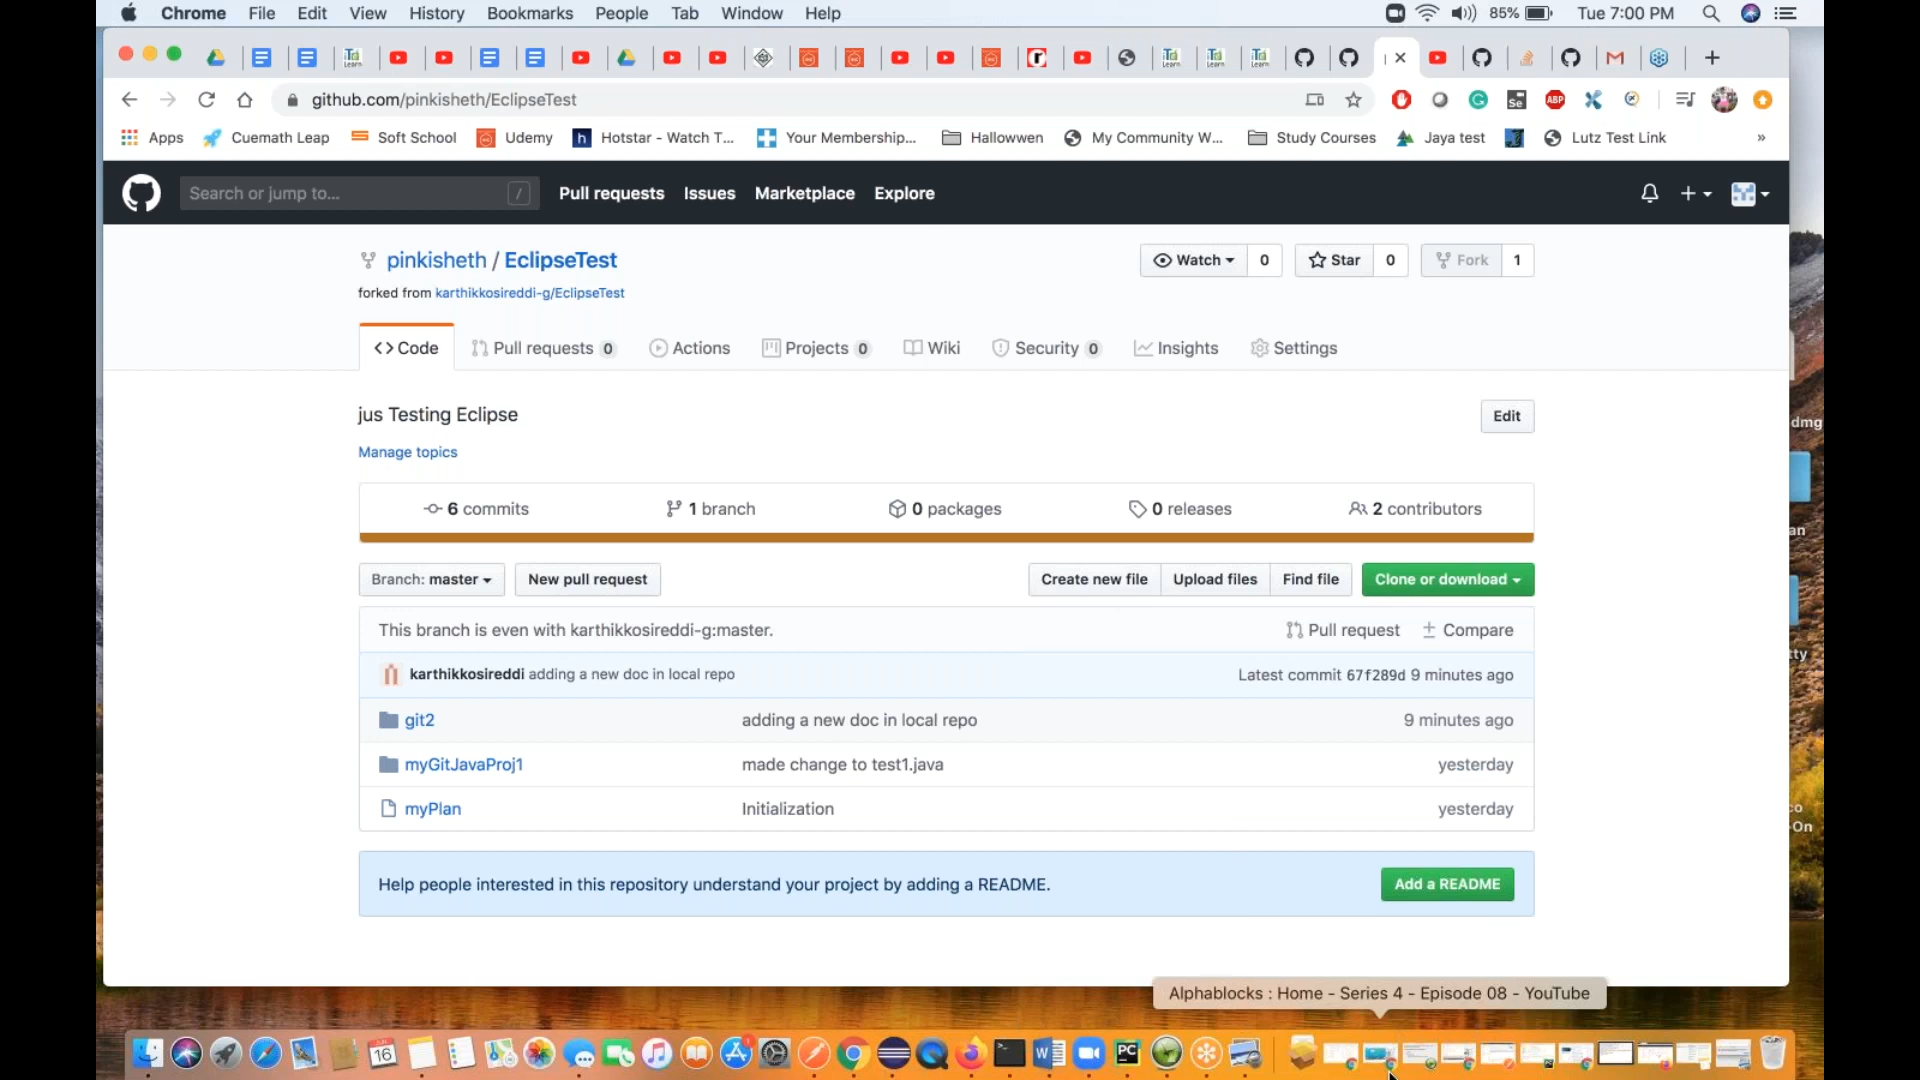 Chrome File Edit View History Bookmarks People Tab Window Help 85% Tue 7:00 PM
github.com/pinkisheth/EclipseTest
Apps Cuemath Leap Soft School Udemy Hotstar - Watch T... Your Membership... Hallowwen My Community W... Study Courses Jaya test Lutz Test Link »
Search or jump to... / Pull requests Issues Marketplace Explore
pinkisheth / EclipseTest Watch 0 Star 0 Fork 1
forked from karthikkosireddi-g/EclipseTest
Code Pull requests 0 Actions Projects 0 Wiki Security 0 Insights Settings
jus Testing Eclipse Edit
Manage topics
6 commits 1 branch 0 packages 0 releases 2 contributors
Branch: master New pull request Create new file Upload files Find file Clone or download
This branch is even with karthikkosireddi-g:master. Pull request Compare
karthikkosireddi adding a new doc in local repo Latest commit 67f289d 9 minutes ago
git2 adding a new doc in local repo 9 minutes ago
myGitJavaProj1 made change to test1.java yesterday
myPlan Initialization yesterday
Help people interested in this repository understand your project by adding a README. Add a README
Alphablocks : Home - Series 4 - Episode 08 - YouTube